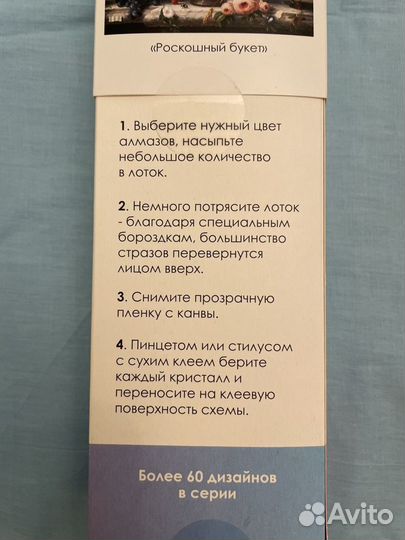 «Роскошный букет»
1. Выберите нужный цвет
алмазов, насыпьте
небольшое количество
в лоток.
2. Немного потрясите лоток
- благодаря специальным
бороздкам, большинство
стразов перевернутся
лицом вверх.
3. Снимите прозрачную
пленку с канвы.
4. Пинцетом или стилусом
с сухим клеем берите
каждый кристалл и
переносите на клеевую
поверхность схемы.
Более 60 дизайнов
в серии
Avito